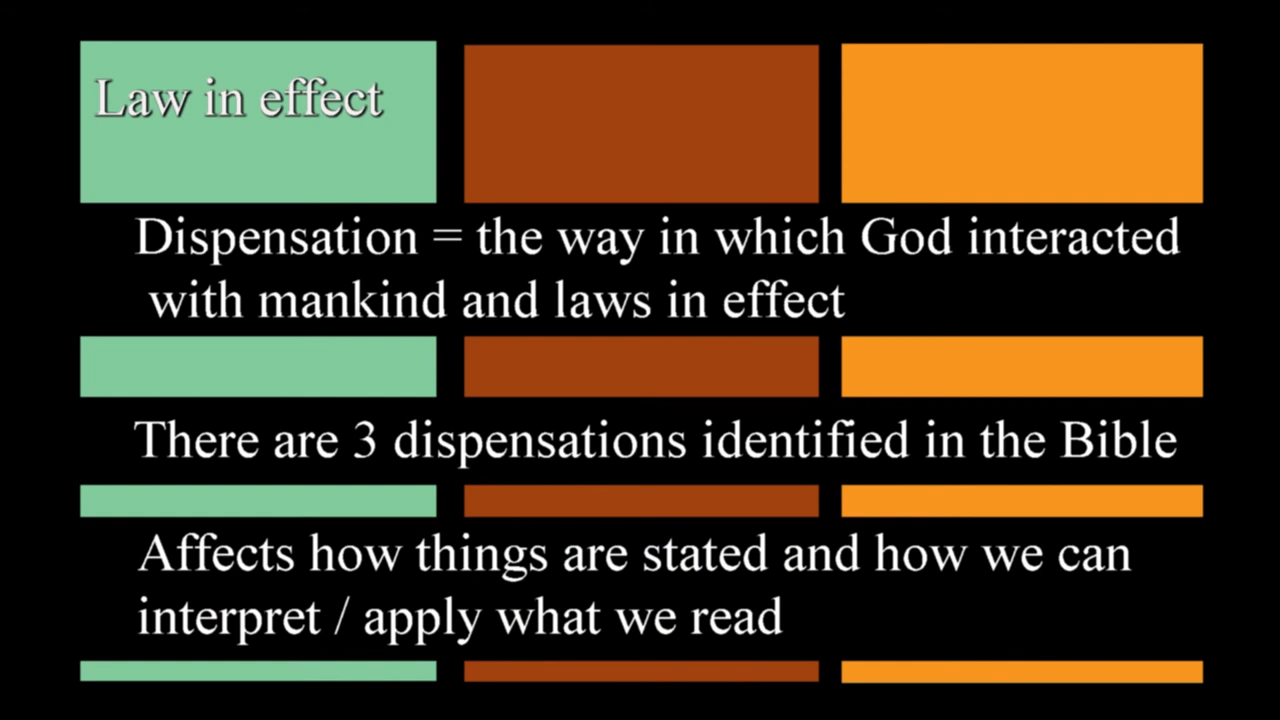 Law in effect
Dispensation = the way in which God interacted
with mankind and laws in effect
There are 3 dispensations identified in the Bible
Affects how things are stated and how we can
interpret / apply what we read